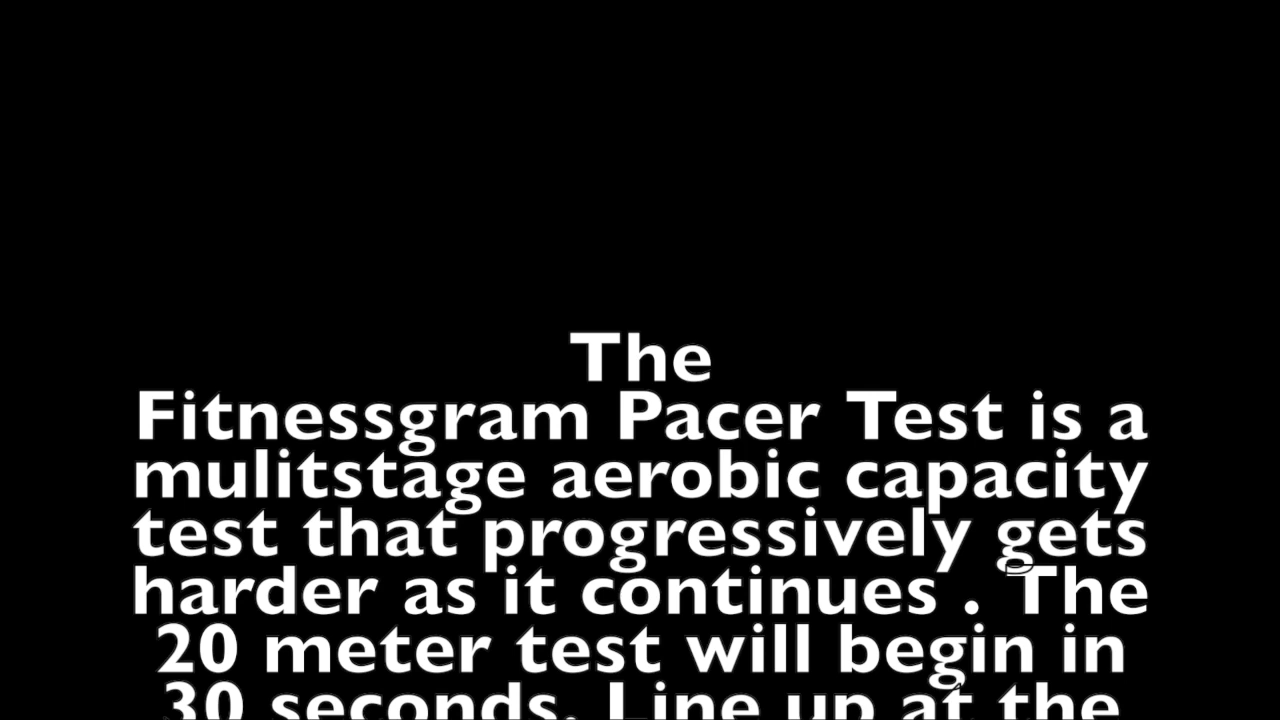 The
Fitnessgram Pacer Test is a
mulitstage aerobic capacity
test that progressively gets
harder as it continues . The
20 meter test will begin in
30 seconds. Line up at the